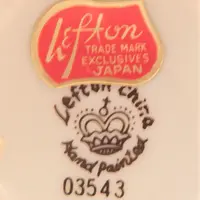 Lefton
TRADE MARK
EXCLUSIVES
JAPAN
Lefton China
Hand Painted
03543